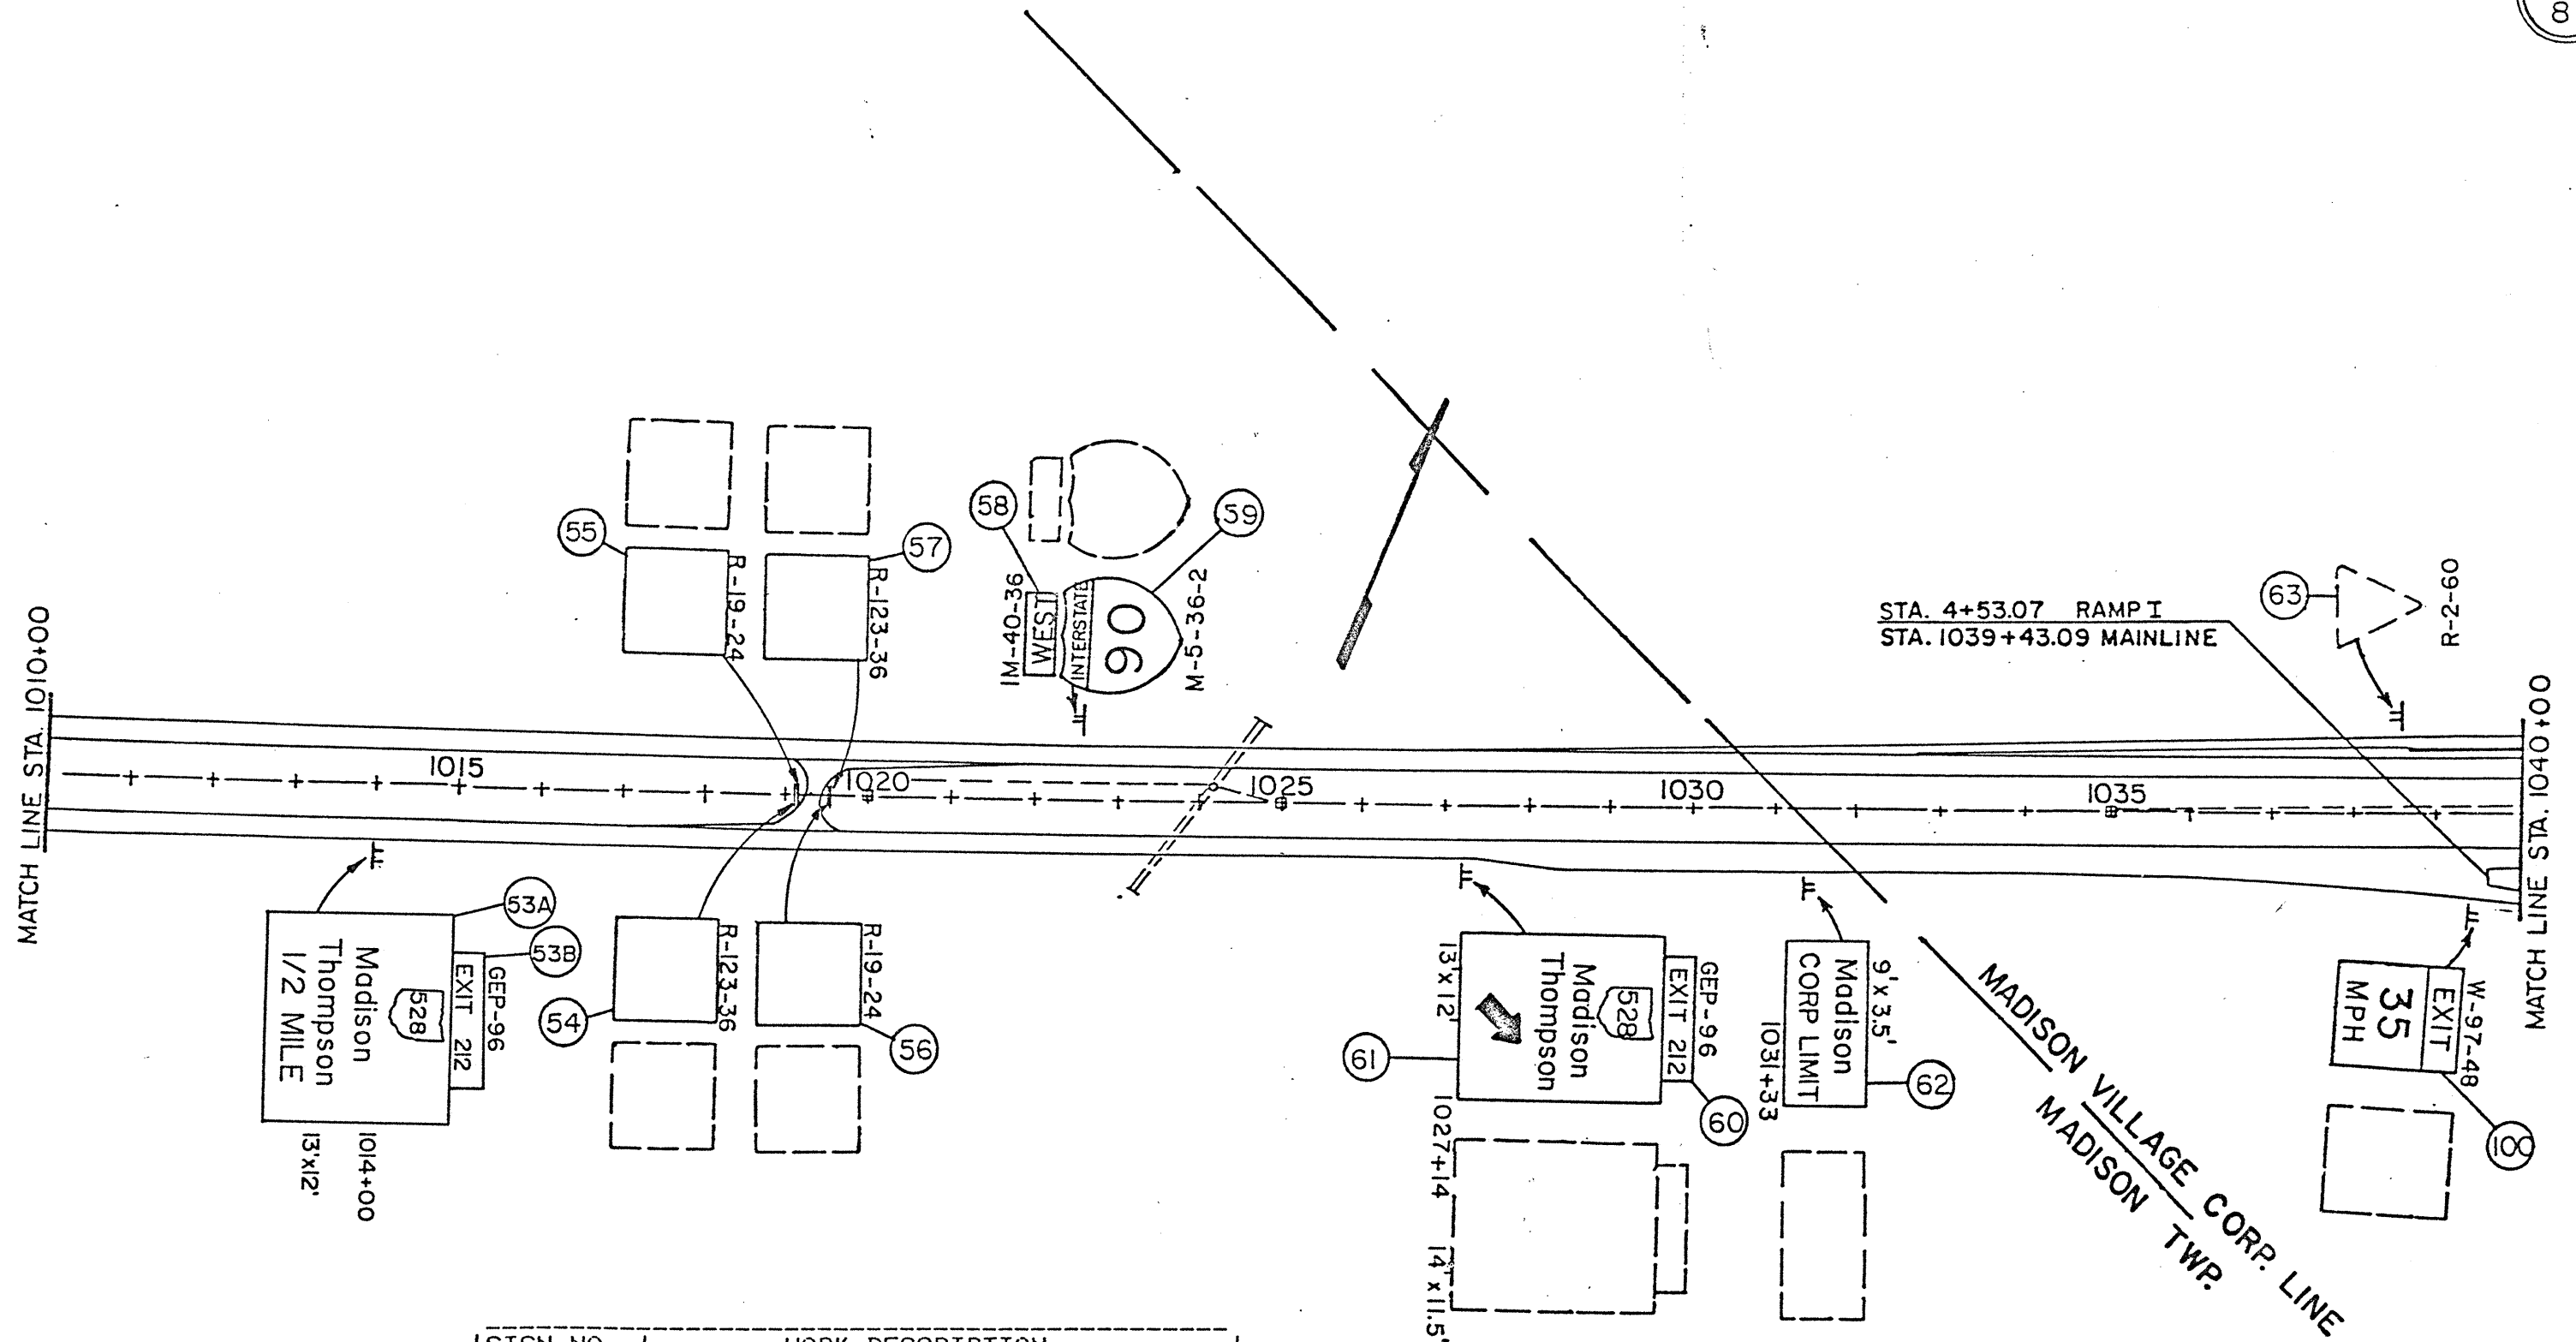 8
55
R-19-24
57
R-123-36
58
59
1M-40-36
WEST
INTERSTATE
90
M-5-36-2
63
R-2-60
STA. 4+53.07 RAMP I
STA. 1039+43.09 MAINLINE
MATCH LINE STA. 1010+00
1015
1020
1025
1030
1035
MATCH LINE STA. 1040+00
53A
53B
GEP-96
EXIT 212
528
Madison
Thompson
1/2 MILE
1014+00
13'x12'
54
R-123-36
R-19-24
56
GEP-96
EXIT 212
528
Madison
Thompson
13'x12'
61
60
1027+14
14'x11.5'
9'x3.5'
Madison
CORP LIMIT
1031+33
62
MADISON VILLAGE CORP. LINE
MADISON TWP.
W-97-48
EXIT
35
MPH
100
SIGN NO.
WORK DESCRIPTION